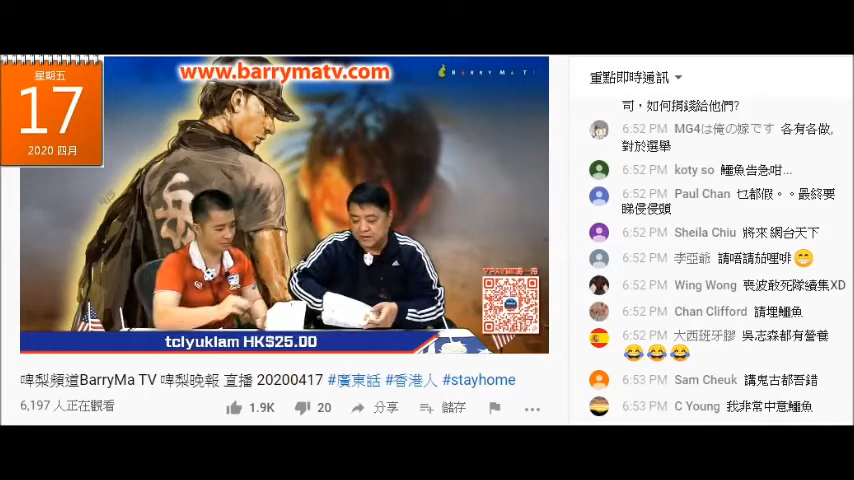 星期五
17
2020 四月
www.barrymatv.com
BARRYMATV
tclyuklam HK$25.00
啤梨頻道BarryMa TV 啤梨晚報 直播 20200417 #廣東話 #香港人 #stayhome
6,197 人正在觀看
1.9K
20
分享
儲存
重點即時通訊
司，如何捐錢給他們?
6:52 PM MG4は俺の嫁です 各有各做,
對於選舉
6:52 PM koty so 鱷魚告急咁...
6:52 PM Paul Chan 乜都假。。最終要
睇侵侵頭
6:52 PM Sheila Chiu 將來 網台天下
6:52 PM 李亞爺 請唔請茄哩啡
6:52 PM Wing Wong 喪波敢死隊續集XD
6:52 PM Chan Clifford 請埋鱷魚
6:52 PM 大西班牙膠 吳志森都有營養
6:53 PM Sam Cheuk 講鬼古都吾錯
6:53 PM C Young 我非常中意鱷魚